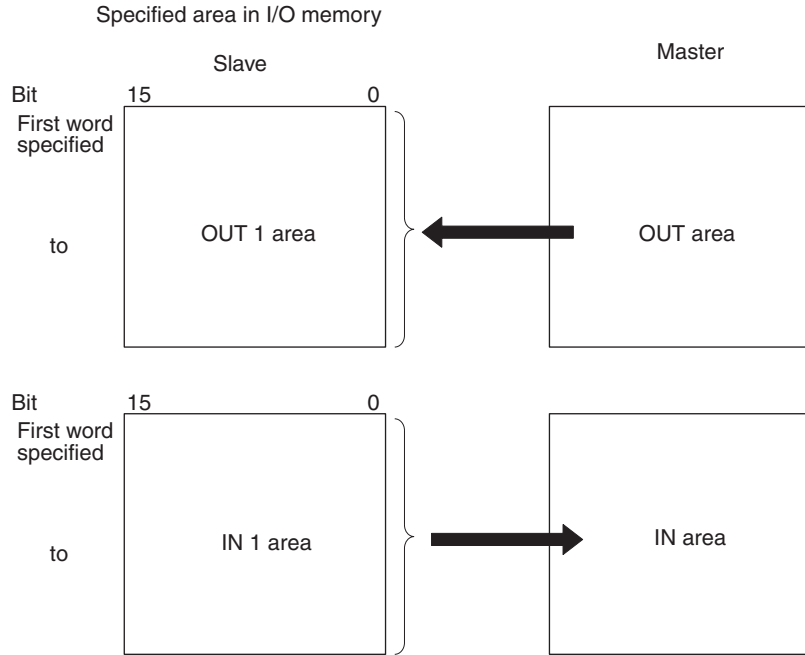 Specified area in I/O memory
Slave
Master
Bit 15 0
First word
specified
to
OUT 1 area
OUT area
Bit 15 0
First word
specified
to
IN 1 area
IN area